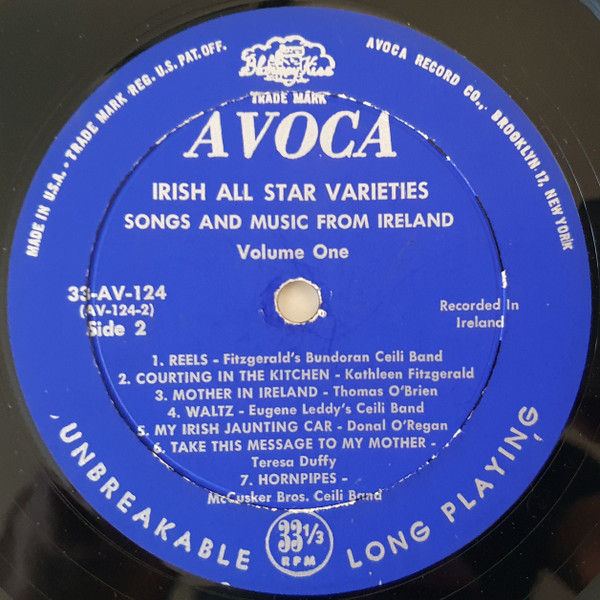 MADE IN U.S.A. • TRADE MARK REG. U.S. PAT. OFF.
Blarney Kiss
TRADE MARK
AVOCA RECORD CO., BROOKLYN 17, NEW YORK
AVOCA
IRISH ALL STAR VARIETIES
SONGS AND MUSIC FROM IRELAND
Volume One
33-AV-124
(AV-124-2)
Side 2
Recorded In
Ireland
1. REELS - Fitzgerald's Bundoran Ceili Band
2. COURTING IN THE KITCHEN - Kathleen Fitzgerald
3. MOTHER IN IRELAND - Thomas O'Brien
4. WALTZ - Eugene Leddy's Ceili Band
5. MY IRISH JAUNTING CAR - Donal O'Regan
6. TAKE THIS MESSAGE TO MY MOTHER -
Teresa Duffy
7. HORNPIPES -
McCusker Bros. Ceili Band
UNBREAKABLE
33 1/3
RPM
LONG PLAYING